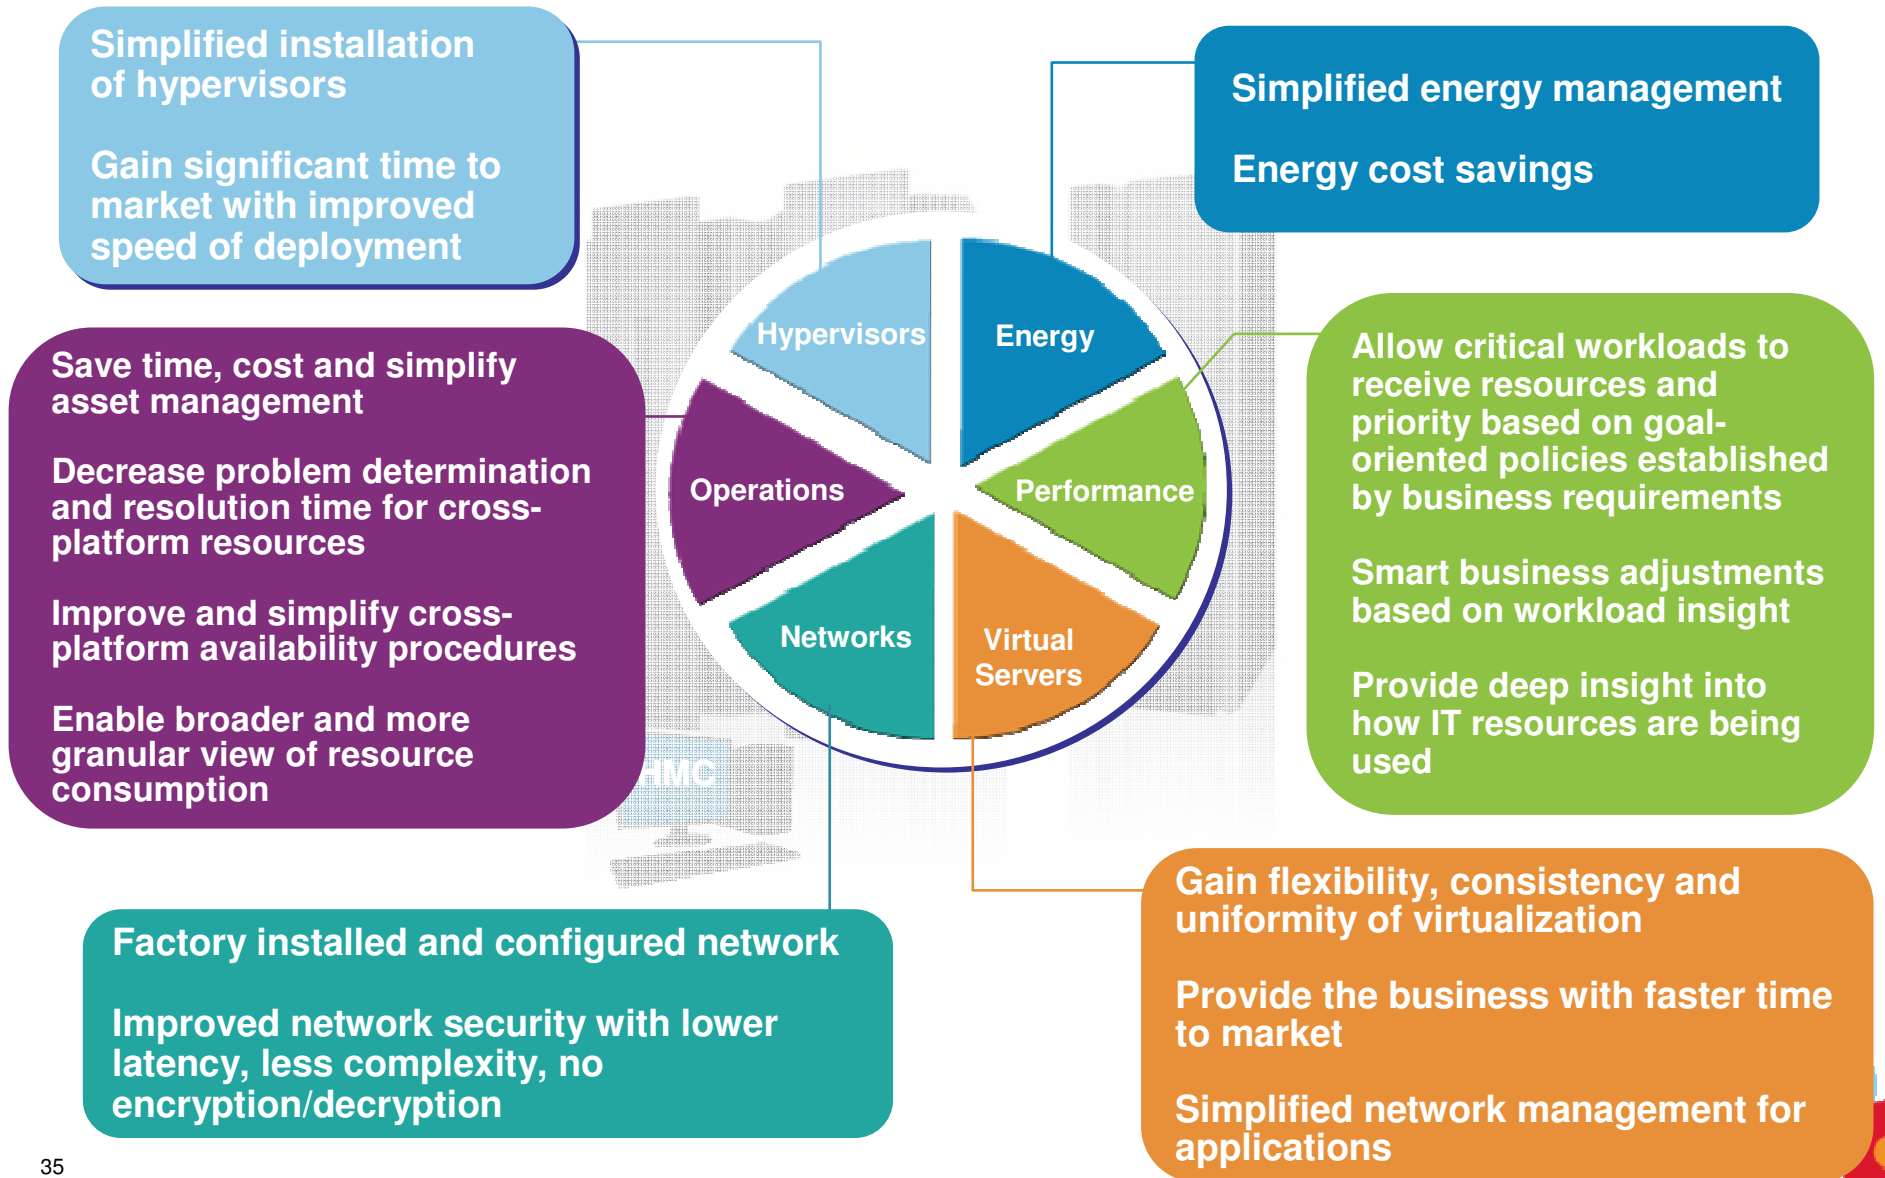 Simplified installation
of hypervisors
Gain significant time to
market with improved
speed of deployment
Simplified energy management
Energy cost savings
Hypervisors
Energy
Save time, cost and simplify
asset management
Decrease problem determination
and resolution time for cross-
platform resources
Improve and simplify cross-
platform availability procedures
Enable broader and more
granular view of resource
consumption
Operations
Performance
Networks
Virtual
Servers
HMC
Allow critical workloads to
receive resources and
priority based on goal-
oriented policies established
by business requirements
Smart business adjustments
based on workload insight
Provide deep insight into
how IT resources are being
used
Factory installed and configured network
Improved network security with lower
latency, less complexity, no
encryption/decryption
Gain flexibility, consistency and
uniformity of virtualization
Provide the business with faster time
to market
Simplified network management for
applications
35